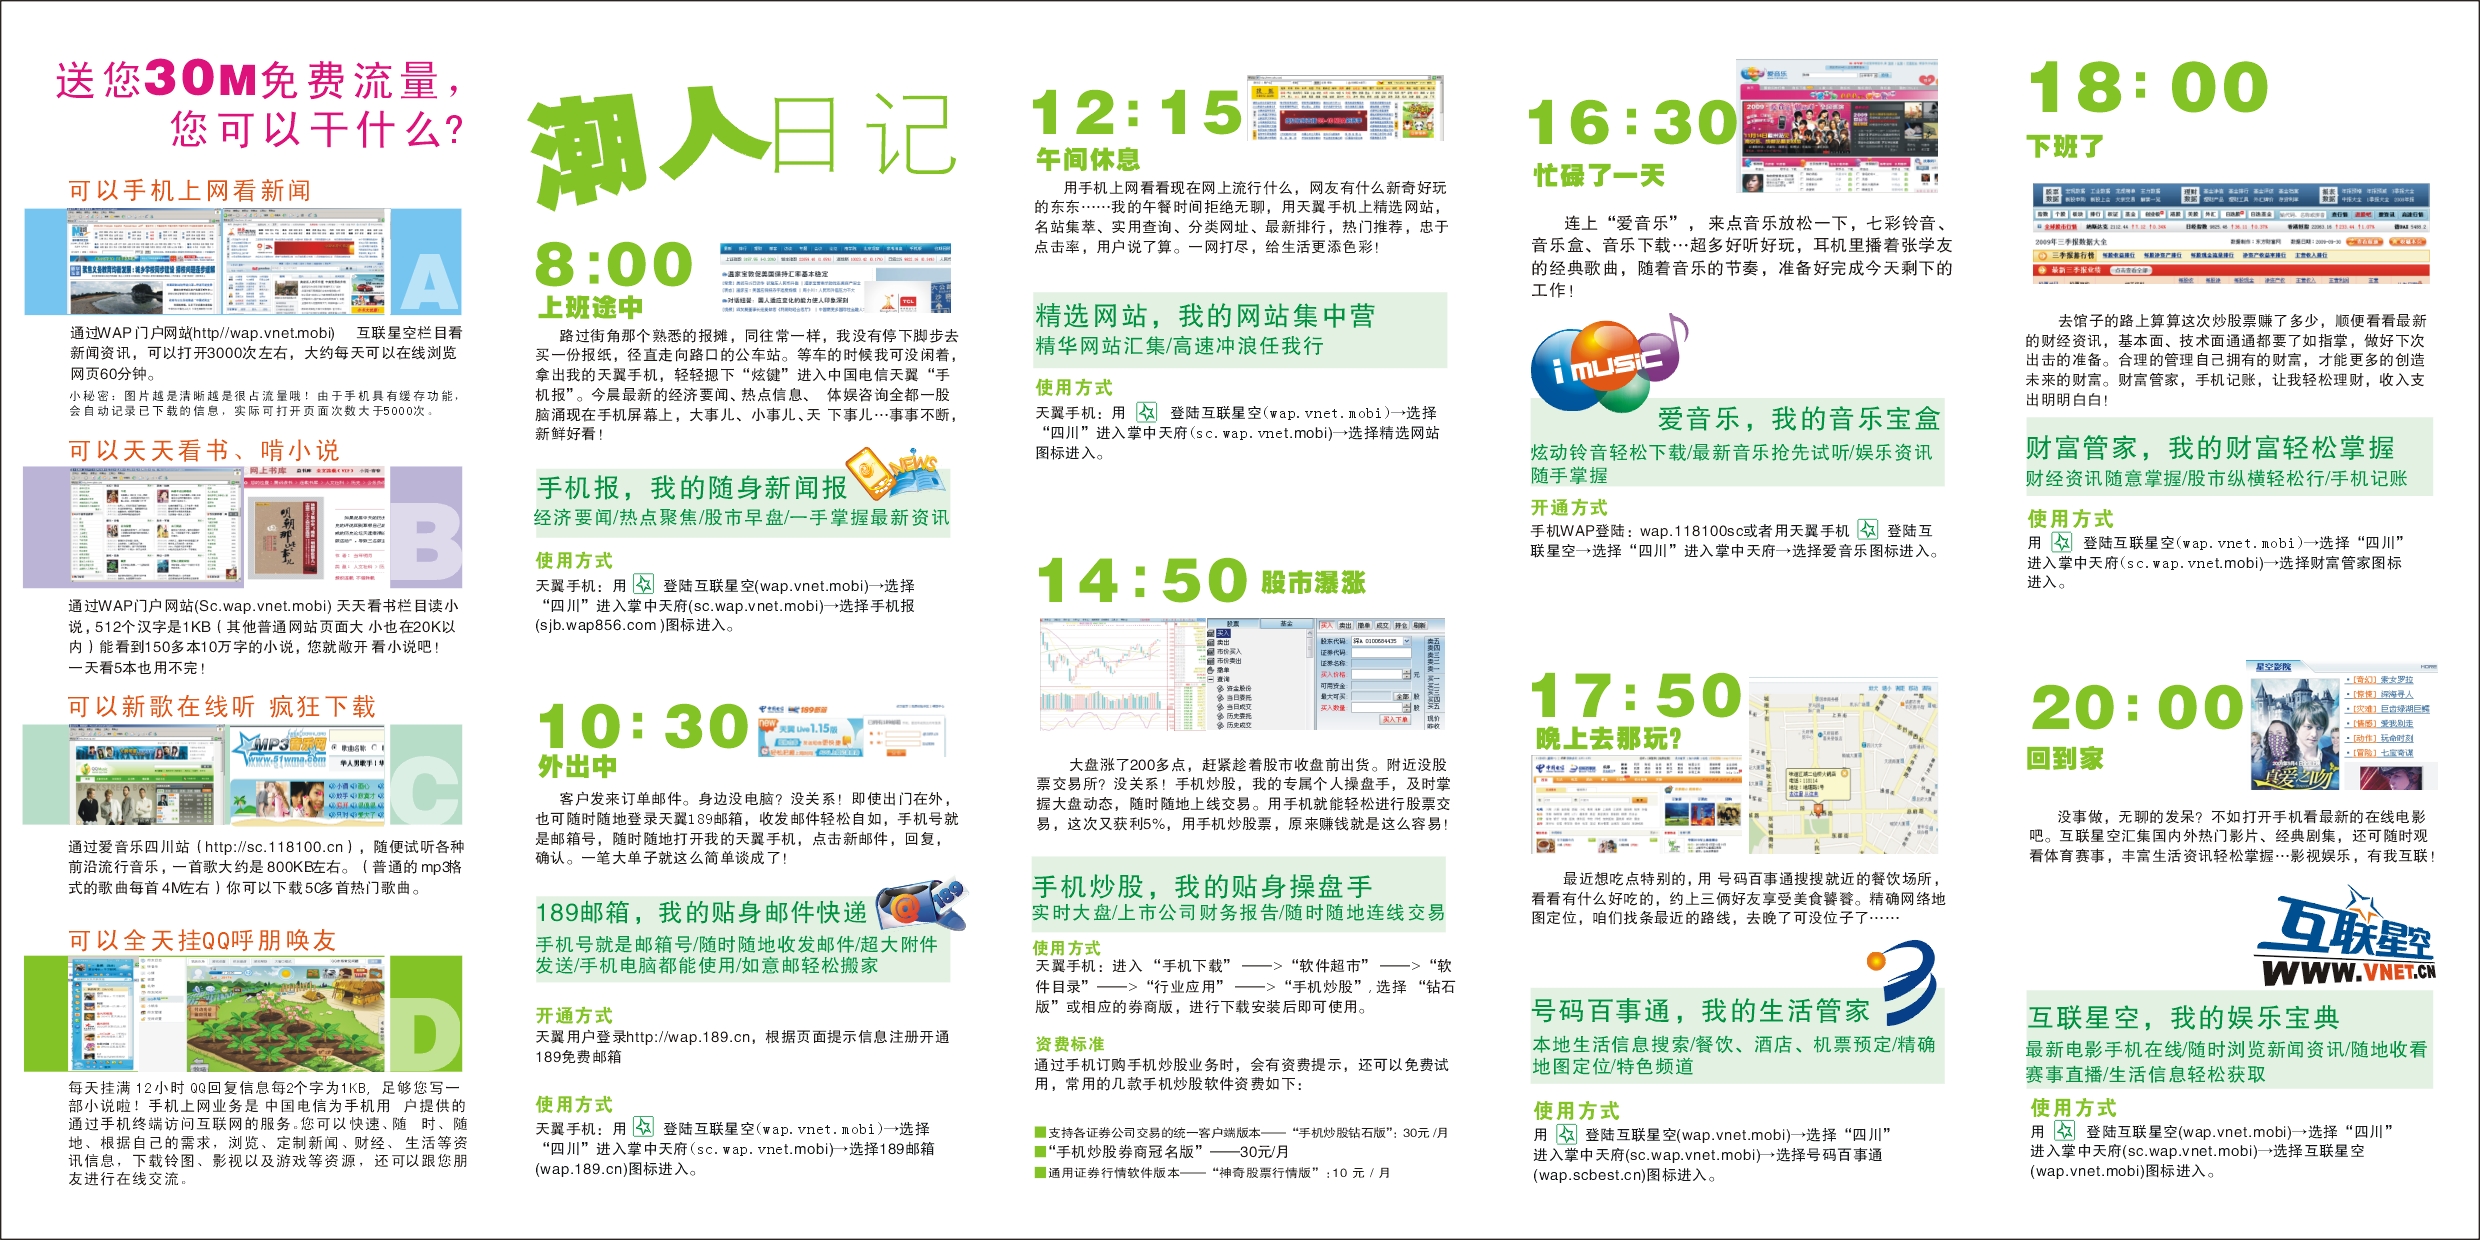 送您30M免费流量，
您可以干什么?
可以手机上网看新闻
A
通过WAP门户网站(http//wap.vnet.mobi) 互联星空栏目看
新闻资讯，可以打开3000次左右，大约每天可以在线浏览
网页60分钟。
小秘密：图片越是清晰越是很占流量哦！由于手机具有缓存功能，
会自动记录已下载的信息，实际可打开页面次数大于5000次。
可以天天看书、啃小说
B
通过WAP门户网站(Sc.wap.vnet.mobi) 天天看书栏目读小
说，512个汉字是1KB（其他普通网站页面大 小也在20K以
内）能看到150多本10万字的小说，您就敞开 看小说吧！
一天看5本也用不完！
可以新歌在线听 疯狂下载
MP3音乐网
www.51wma.com
C
通过爱音乐四川站（http://sc.118100.cn），随便试听各种
前沿流行音乐，一首歌大约是800KB左右。（普通的mp3格
式的歌曲每首4M左右）你可以下载50多首热门歌曲。
可以全天挂QQ呼朋唤友
D
每天挂满 12小时 QQ回复信息每2个字为1KB，足够您写一
部小说啦！手机上网业务是 中国电信为手机用 户提供的
通过手机终端访问互联网的服务。您可以快速、随 时、随
地、根据自己的需求，浏览、定制新闻、财经、 生活等资
讯信息，下载铃图、影视以及游戏等资源，还可以跟您朋
友进行在线交流。
潮人日记
8:00
上班途中
温家宝敦促美国保持汇率基本稳定
TCL
路过街角那个熟悉的报摊，同往常一样，我没有停下脚步去
买一份报纸，径直走向路口的公车站。等车的时候我可没闲着，
拿出我的天翼手机，轻轻摁下“炫键”进入中国电信天翼“手
机报”。今晨最新的经济要闻、热点信息、 体娱咨询全都一股
脑涌现在手机屏幕上，大事儿、小事儿、天 下事儿…事事不断，
新鲜好看！
NEWS
手机报，我的随身新闻报
经济要闻/热点聚焦/股市早盘/一手掌握最新资讯
使用方式
天翼手机：用 登陆互联星空(wap.vnet.mobi)→选择
“四川”进入掌中天府(sc.wap.vnet.mobi)→选择手机报
(sjb.wap856.com )图标进入。
10:30
外出中
天翼 Live 1.15版
客户发来订单邮件。身边没电脑？没关系！即使出门在外，
也可随时随地登录天翼189邮箱，收发邮件轻松自如，手机号就
是邮箱号，随时随地打开我的天翼手机，点击新邮件，回复，
确认。一笔大单子就这么简单谈成了！
@ 189
189邮箱，我的贴身邮件快递
手机号就是邮箱号/随时随地收发邮件/超大附件
发送/手机电脑都能使用/如意邮轻松搬家
开通方式
天翼用户登录http://wap.189.cn，根据页面提示信息注册开通
189免费邮箱
使用方式
天翼手机：用 登陆互联星空(wap.vnet.mobi)→选择
“四川”进入掌中天府(sc.wap.vnet.mobi)→选择189邮箱
(wap.189.cn)图标进入。
12:15
午间休息
用手机上网看看现在网上流行什么，网友有什么新奇好玩
的东东……我的午餐时间拒绝无聊，用天翼手机上精选网站，
名站集萃、实用查询、分类网址、最新排行，热门推荐，忠于
点击率，用户说了算。一网打尽，给生活更添色彩！
精选网站，我的网站集中营
精华网站汇集/高速冲浪任我行
使用方式
天翼手机：用 登陆互联星空(wap.vnet.mobi)→选择
“四川”进入掌中天府(sc.wap.vnet.mobi)→选择精选网站
图标进入。
14:50 股市瀑涨
大盘涨了200多点，赶紧趁着股市收盘前出货。附近没股
票交易所？没关系！手机炒股，我的专属个人操盘手，及时掌
握大盘动态，随时随地上线交易。用手机就能轻松进行股票交
易，这次又获利5%，用手机炒股票，原来赚钱就是这么容易！
手机炒股，我的贴身操盘手
实时大盘/上市公司财务报告/随时随地连线交易
使用方式
天翼手机：进入 “手机下载” ——>“软件超市” ——>“软
件目录”——>“行业应用” ——>“手机炒股”，选择 “钻石
版”或相应的券商版，进行下载安装后即可使用。
资费标准
通过手机订购手机炒股业务时，会有资费提示，还可以免费试
用，常用的几款手机炒股软件资费如下：
■支持各证券公司交易的统一客户端版本——“手机炒股钻石版”：30元/月
■“手机炒股券商冠名版”——30元/月
■通用证券行情软件版本——“神奇股票行情版”:10 元 / 月
16:30
忙碌了一天
爱音乐
连上“爱音乐”，来点音乐放松一下，七彩铃音、
音乐盒、音乐下载…超多好听好玩，耳机里播着张学友
的经典歌曲，随着音乐的节奏，准备好完成今天剩下的
工作！
i music
爱音乐，我的音乐宝盒
炫动铃音轻松下载/最新音乐抢先试听/娱乐资讯
随手掌握
开通方式
手机WAP登陆：wap.118100sc或者用天翼手机 登陆互
联星空→选择“四川”进入掌中天府→选择爱音乐图标进入。
17:50
晚上去那玩?
最近想吃点特别的，用 号码百事通搜搜就近的餐饮场所，
看看有什么好吃的，约上三俩好友享受美食饕餮。精确网络地
图定位，咱们找条最近的路线，去晚了可没位子了……
号码百事通，我的生活管家
本地生活信息搜索/餐饮、酒店、机票预定/精确
地图定位/特色频道
使用方式
用 登陆互联星空(wap.vnet.mobi)→选择“四川”
进入掌中天府(sc.wap.vnet.mobi)→选择号码百事通
(wap.scbest.cn)图标进入。
18:00
下班了
2009年三季报数据大全
去馆子的路上算算这次炒股票赚了多少，顺便看看最新
的财经资讯，基本面、技术面通通都要了如指掌，做好下次
出击的准备。合理的管理自己拥有的财富，才能更多的创造
未来的财富。财富管家，手机记账，让我轻松理财，收入支
出明明白白！
财富管家，我的财富轻松掌握
财经资讯随意掌握/股市纵横轻松行/手机记账
使用方式
用 登陆互联星空(wap.vnet.mobi)→选择“四川”
进入掌中天府(sc.wap.vnet.mobi)→选择财富管家图标
进入。
20:00
回到家
星空影院
真爱之吻
没事做，无聊的发呆？不如打开手机看最新的在线电影
吧。互联星空汇集国内外热门影片、经典剧集，还可随时观
看体育赛事，丰富生活资讯轻松掌握…影视娱乐，有我互联！
互联星空
WWW.VNET.CN
互联星空，我的娱乐宝典
最新电影手机在线/随时浏览新闻资讯/随地收看
赛事直播/生活信息轻松获取
使用方式
用 登陆互联星空(wap.vnet.mobi)→选择“四川”
进入掌中天府(sc.wap.vnet.mobi)→选择互联星空
(wap.vnet.mobi)图标进入。